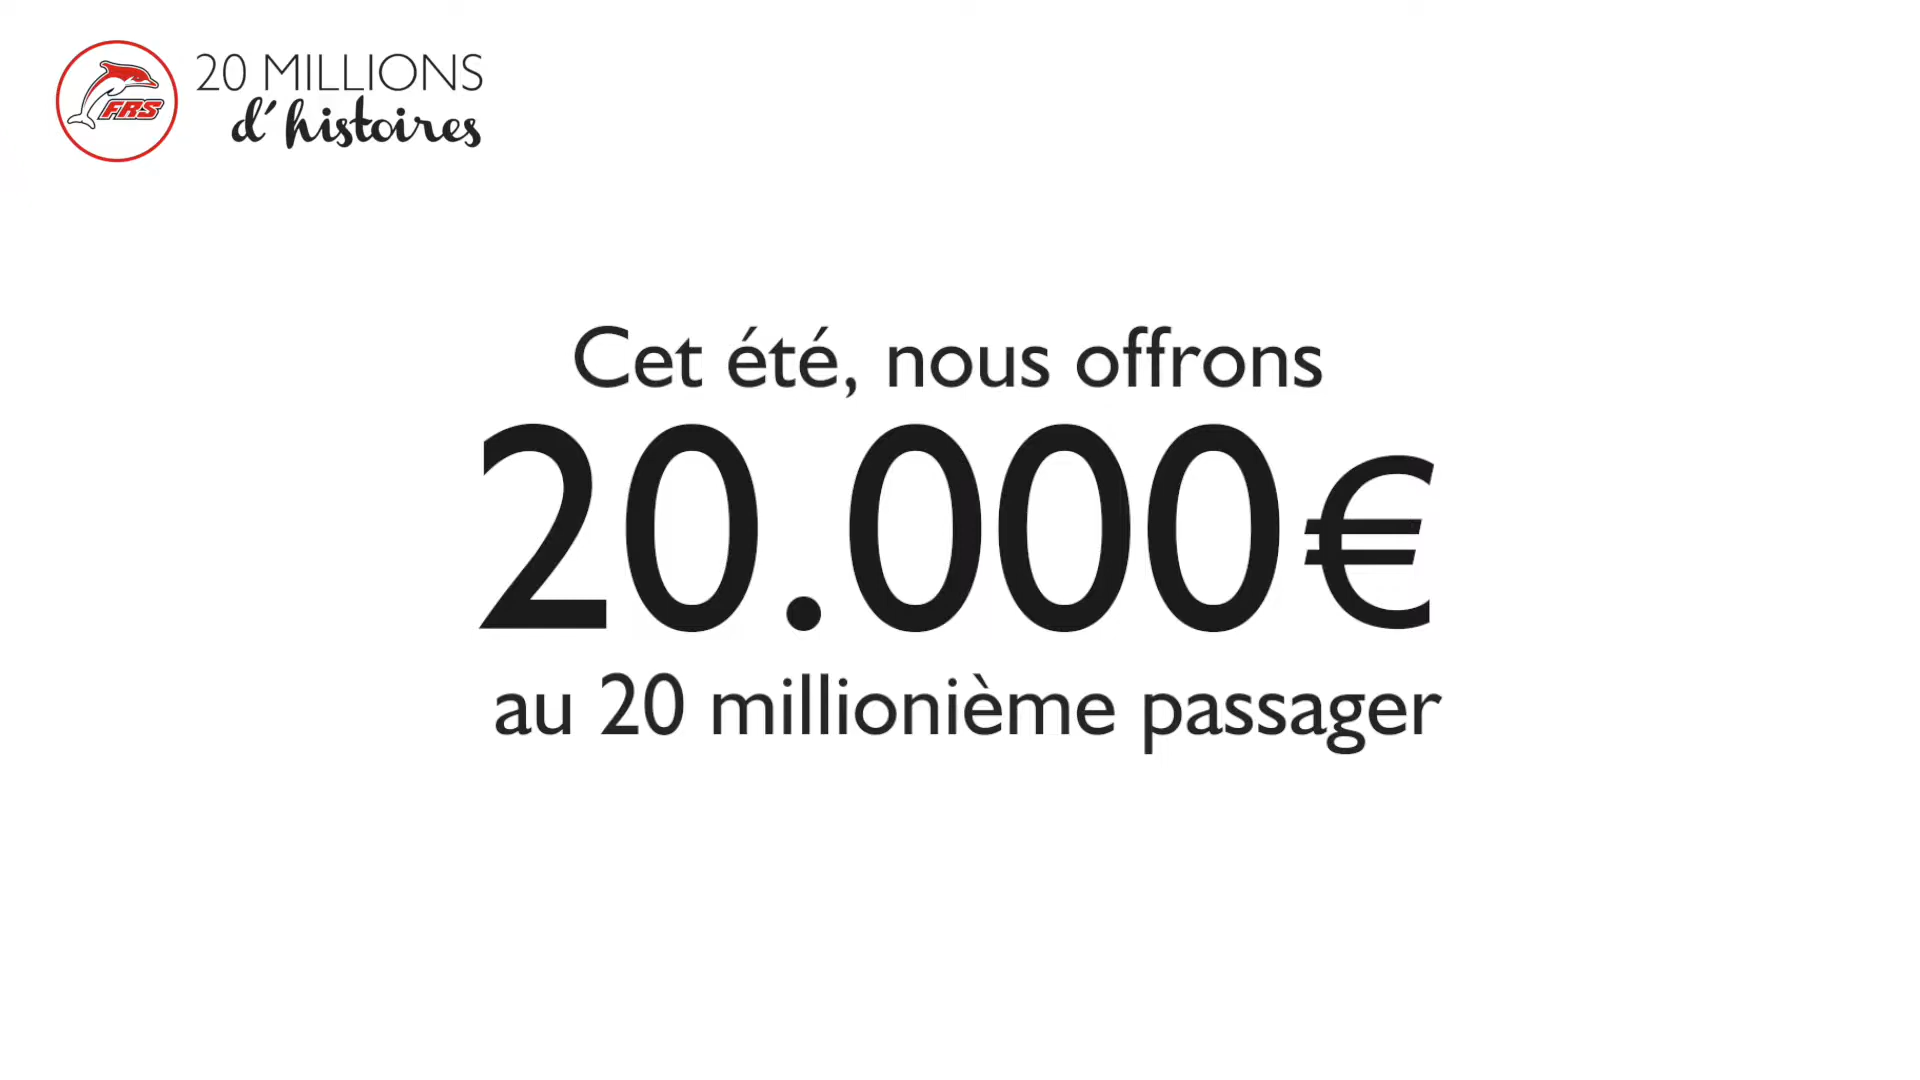 FRS
20 MILLIONS
d'histoires
Cet été, nous offrons
20.000€
au 20 millionième passager